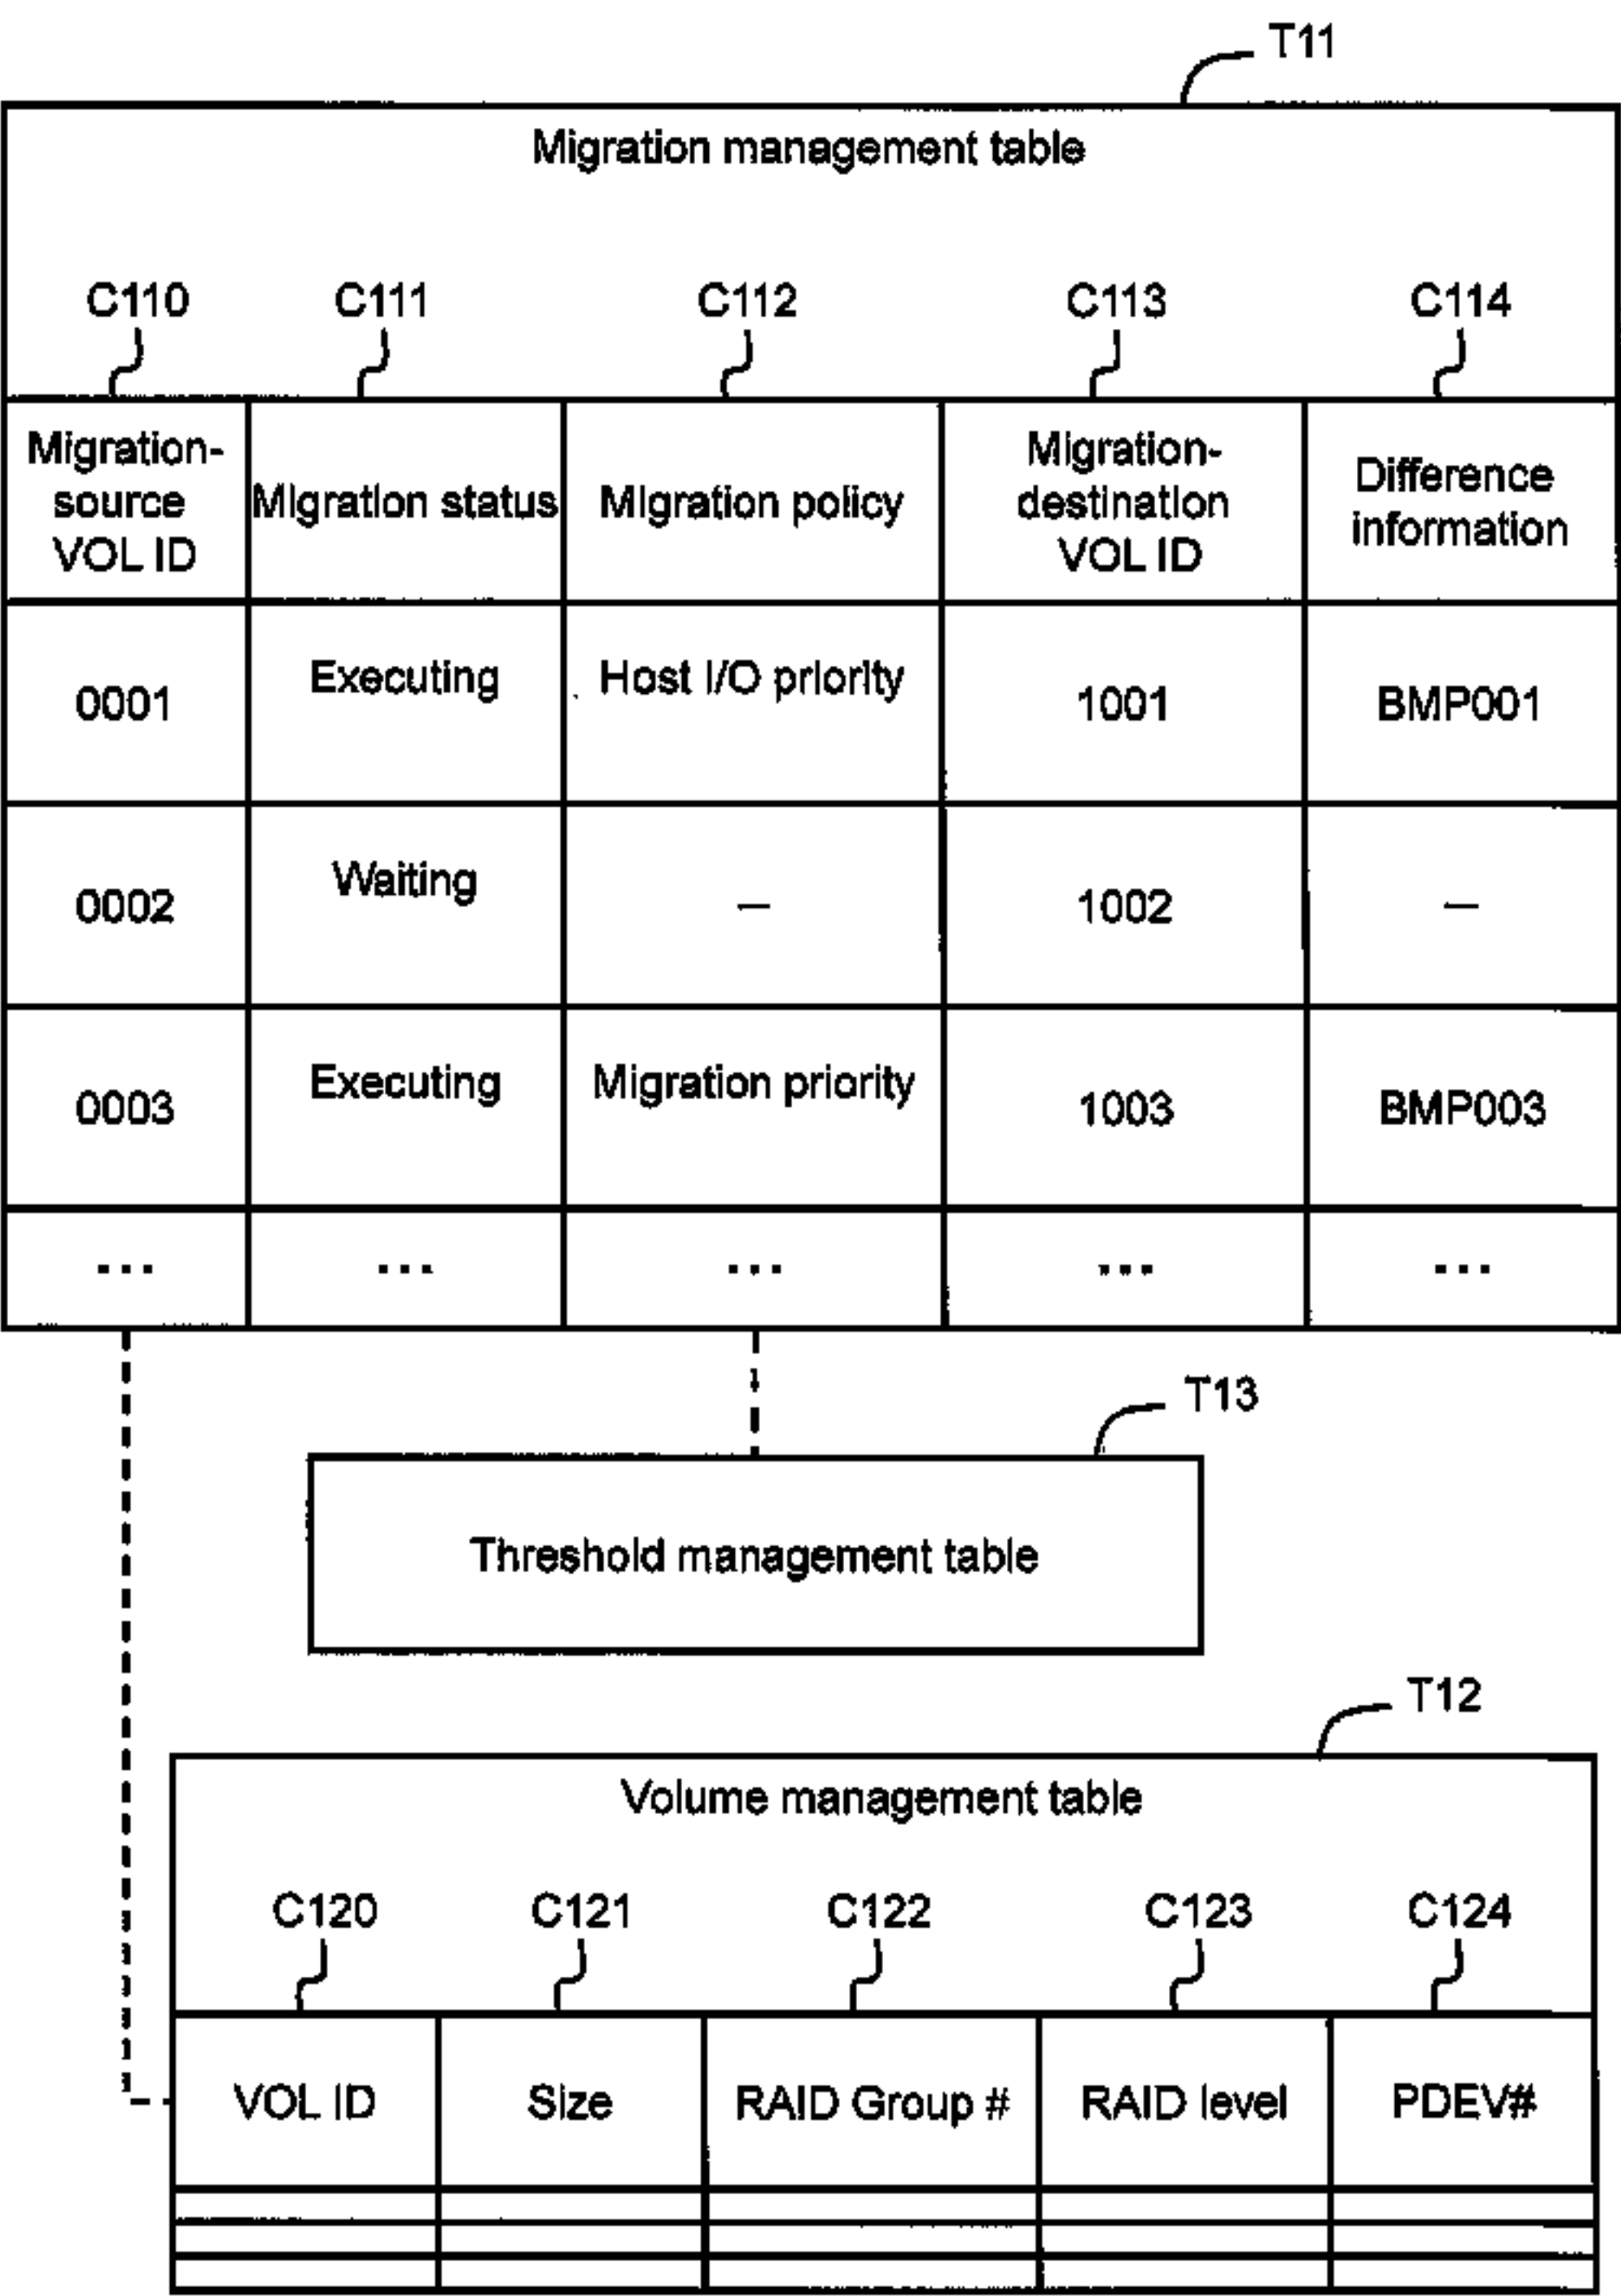 T11
Migration management table
C110 C111 C112 C113 C114
Migration-
source
VOL ID
Migration status
Migration policy
Migration-
destination
VOL ID
Difference
information
0001 Executing Host I/O priority 1001 BMP001
0002 Waiting — 1002 —
0003 Executing Migration priority 1003 BMP003
... ... ... ... ...
T13
Threshold management table
T12
Volume management table
C120 C121 C122 C123 C124
VOL ID Size RAID Group # RAID level PDEV#